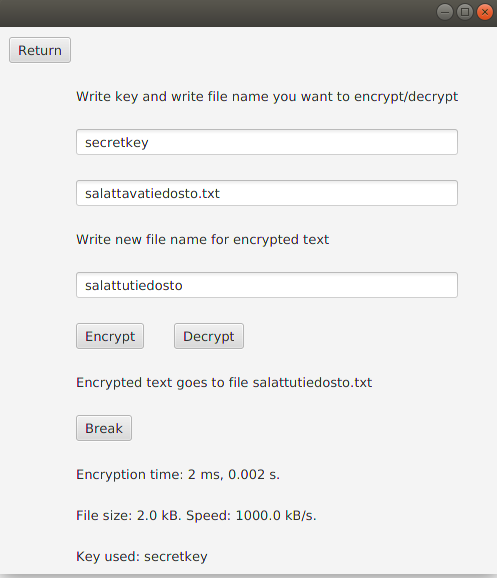 Return
Write key and write file name you want to encrypt/decrypt
secretkey
salattavatiedosto.txt
Write new file name for encrypted text
salattutiedosto
Encrypt Decrypt
Encrypted text goes to file salattutiedosto.txt
Break
Encryption time: 2 ms, 0.002 s.
File size: 2.0 kB. Speed: 1000.0 kB/s.
Key used: secretkey